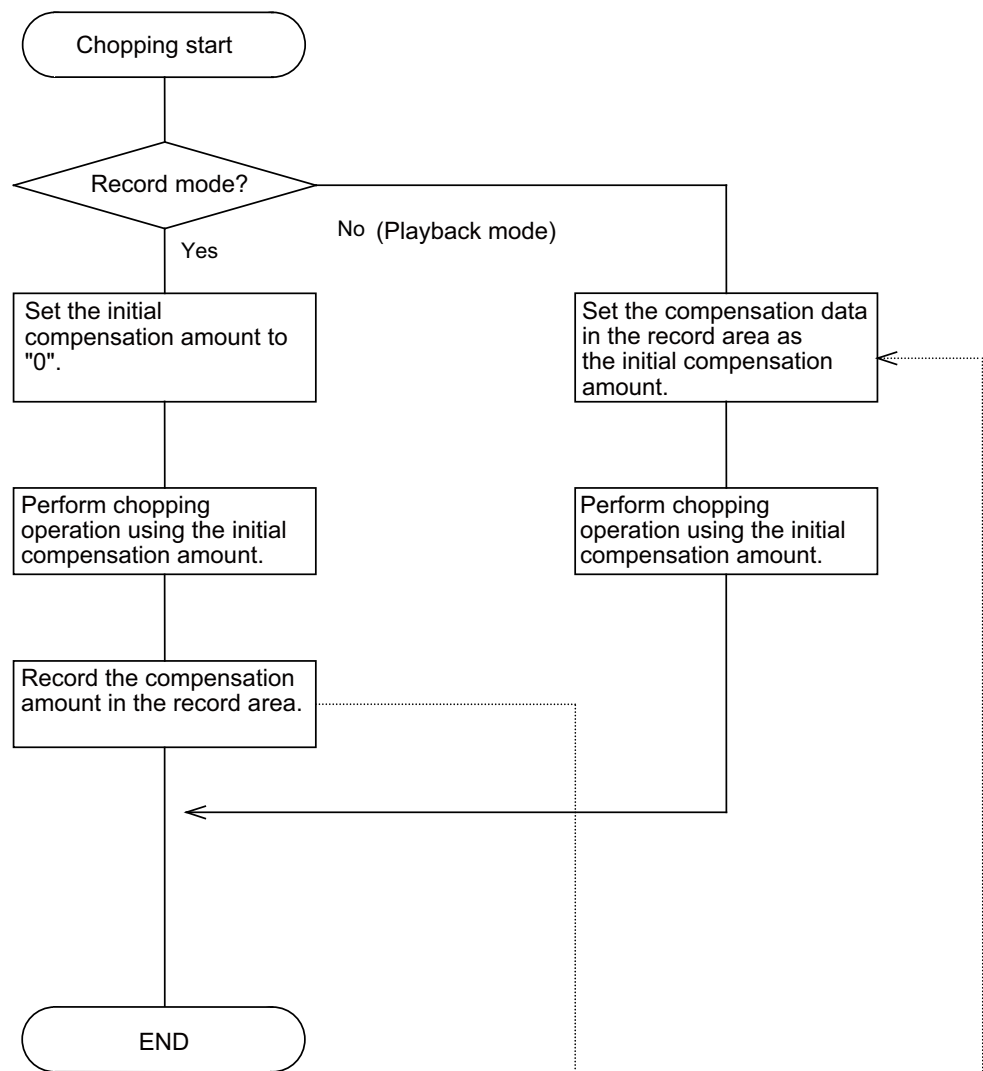 Chopping start
Record mode?
No (Playback mode)
Yes
Set the initial
compensation amount to
"0".
Set the compensation data
in the record area as
the initial compensation
amount.
Perform chopping
operation using the initial
compensation amount.
Perform chopping
operation using the initial
compensation amount.
Record the compensation
amount in the record area.
END